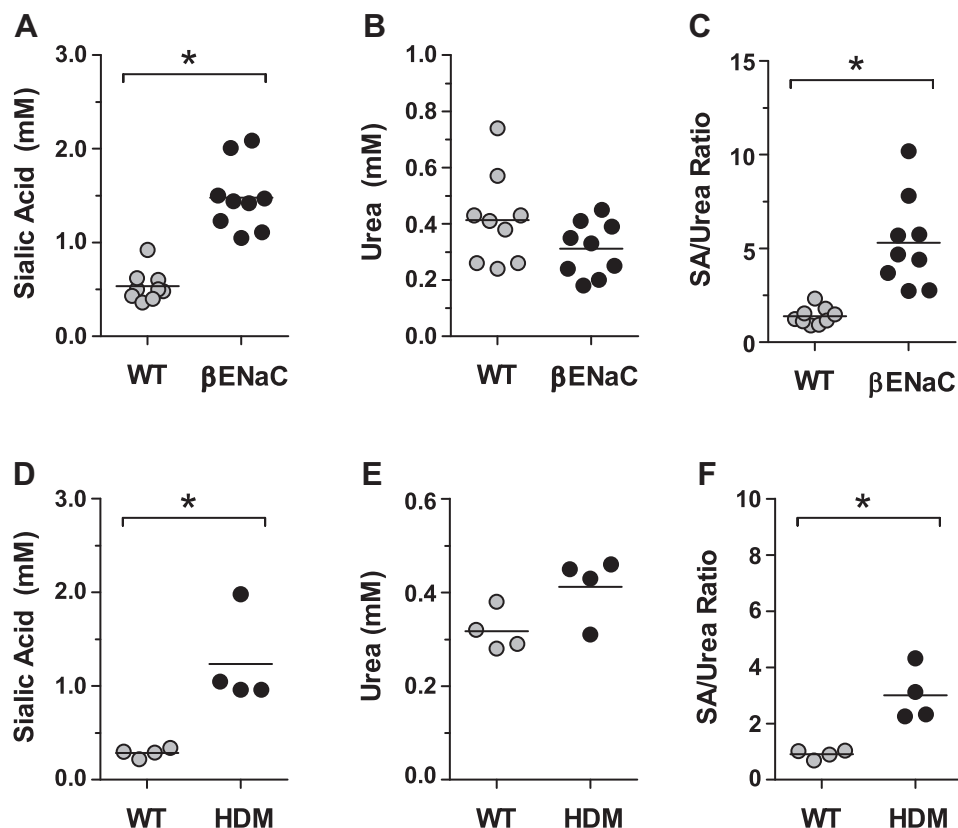 A
Sialic Acid (mM)
3.0
2.0
1.0
0.0
*
WT βENaC
B
Urea (mM)
1.0
0.8
0.6
0.4
0.2
0.0
WT βENaC
C
SA/Urea Ratio
15
10
5
0
*
WT βENaC
D
Sialic Acid (mM)
3.0
2.0
1.0
0.0
*
WT HDM
E
Urea (mM)
0.6
0.4
0.2
0.0
WT HDM
F
SA/Urea Ratio
10
8
6
4
2
0
*
WT HDM